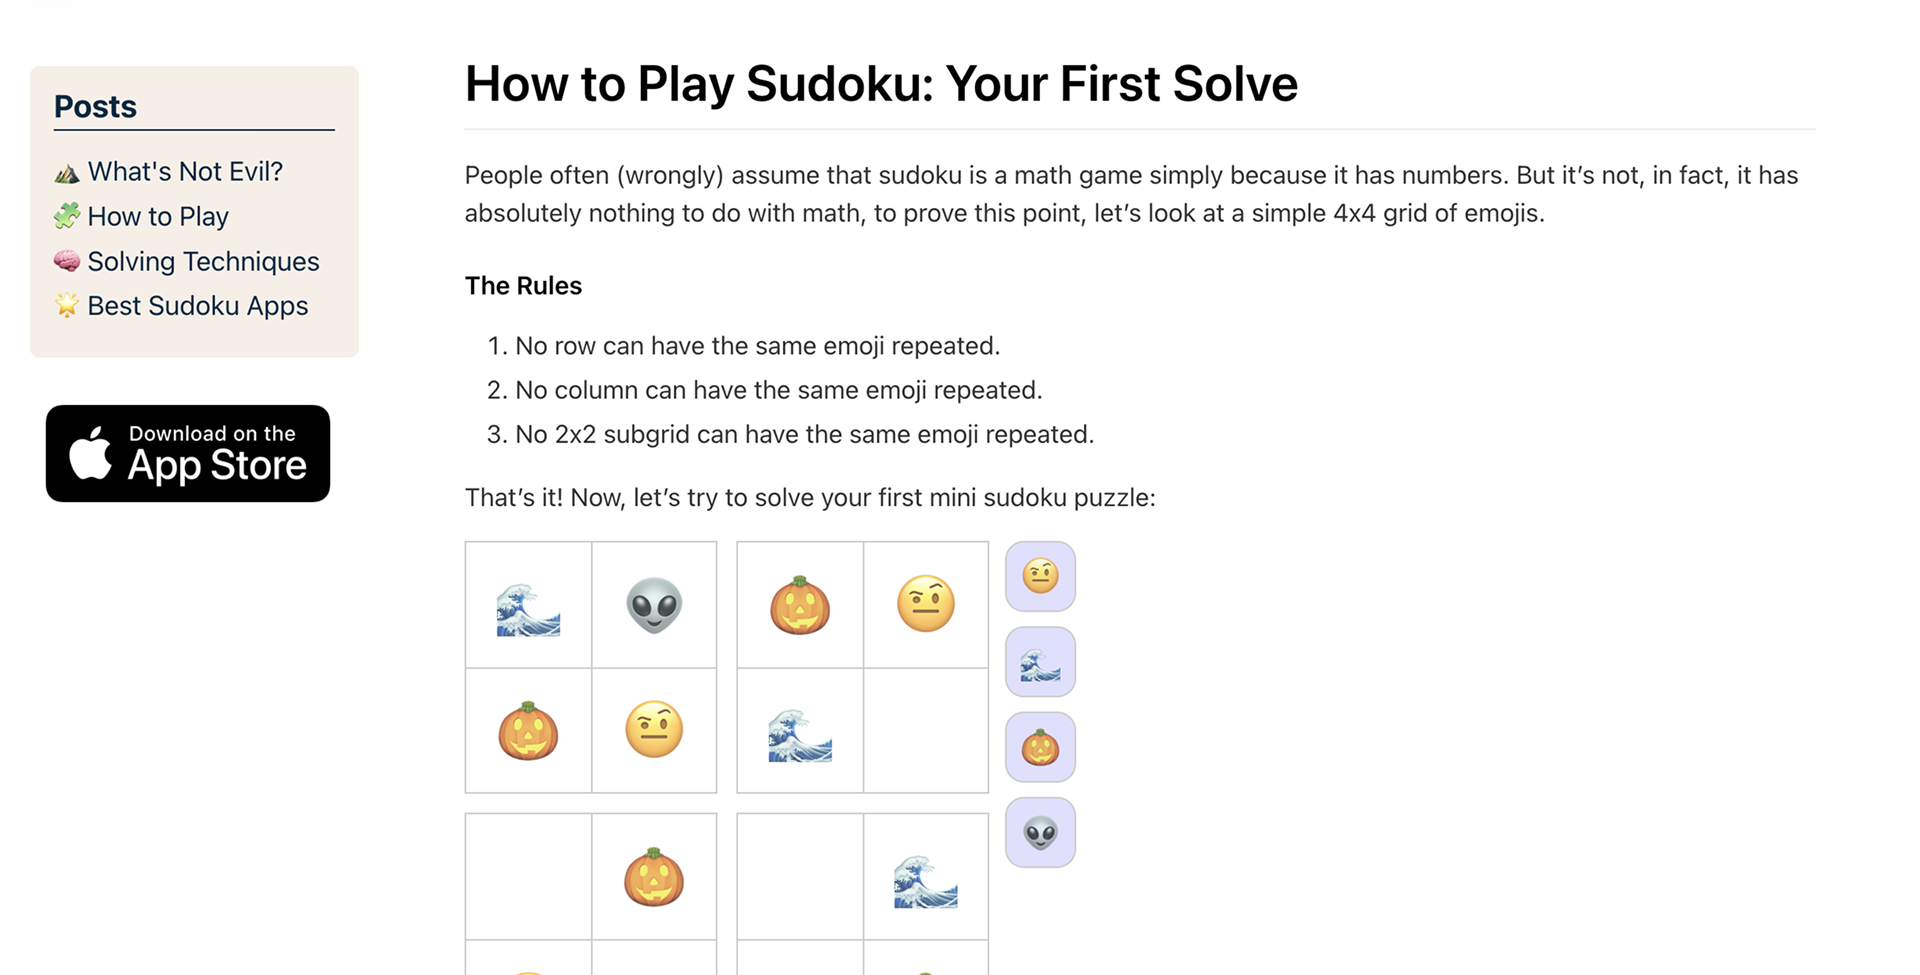 Posts
What's Not Evil?
How to Play
Solving Techniques
Best Sudoku Apps
Download on the
App Store
How to Play Sudoku: Your First Solve
People often (wrongly) assume that sudoku is a math game simply because it has numbers. But it’s not, in fact, it has
absolutely nothing to do with math, to prove this point, let’s look at a simple 4x4 grid of emojis.
The Rules
1. No row can have the same emoji repeated.
2. No column can have the same emoji repeated.
3. No 2x2 subgrid can have the same emoji repeated.
That’s it! Now, let’s try to solve your first mini sudoku puzzle: